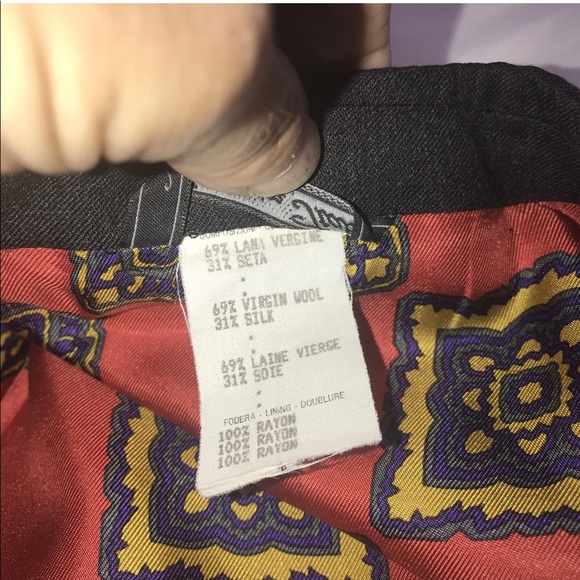 69% LANA VERGINE
31% SETA
*
*
69% VIRGIN WOOL
31% SILK
*
*
69% LAINE VIERGE
31% SOIE
*
*
FODERA - LINING - DOUBLURE
100% RAYON
100% RAYON
100% RAYON